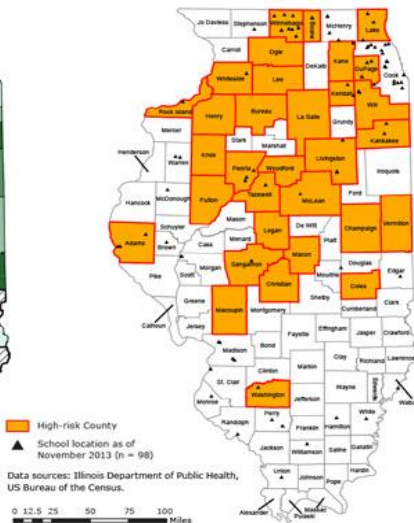 Jo Daviess
Stephenson
Winnebago
Boone
McHenry
Lake
Carroll
Ogle
DeKalb
Kane
DuPage
Cook
Whiteside
Lee
Kendall
Will
Rock Island
Henry
Bureau
La Salle
Grundy
Mercer
Kankakee
Henderson
Warren
Knox
Stark
Marshall
Peoria
Woodford
Livingston
Iroquois
Hancock
McDonough
Fulton
Tazewell
McLean
Ford
Schuyler
Mason
Logan
De Witt
Champaign
Vermilion
Adams
Brown
Cass
Menard
Macon
Piatt
Pike
Scott
Morgan
Sangamon
Christian
Moultrie
Douglas
Edgar
Coles
Greene
Macoupin
Montgomery
Shelby
Cumberland
Clark
Calhoun
Jersey
Fayette
Effingham
Jasper
Crawford
Madison
Bond
Clay
Richland
Lawrence
St. Clair
Clinton
Marion
Wayne
Edwards
Monroe
Washington
Jefferson
Randolph
Perry
Franklin
Hamilton
White
Jackson
Williamson
Saline
Gallatin
Union
Johnson
Pope
Hardin
Alexander
Pulaski
Massac
High-risk County
School location as of
November 2013 (n = 98)
Data sources: Illinois Department of Public Health,
US Bureau of the Census.
0 12.5 25 50 75 100
Miles